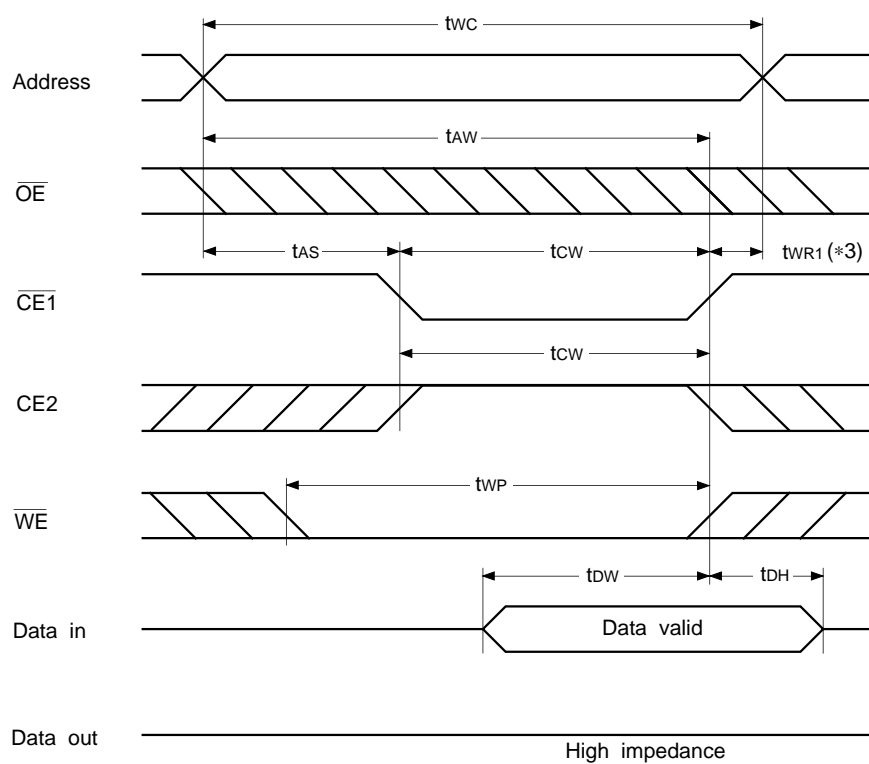 tWC
Address
tAW
OE
tAS
tCW
tWR1 (*3)
CE1
tCW
CE2
tWP
WE
tDW
tDH
Data in
Data valid
Data out
High impedance